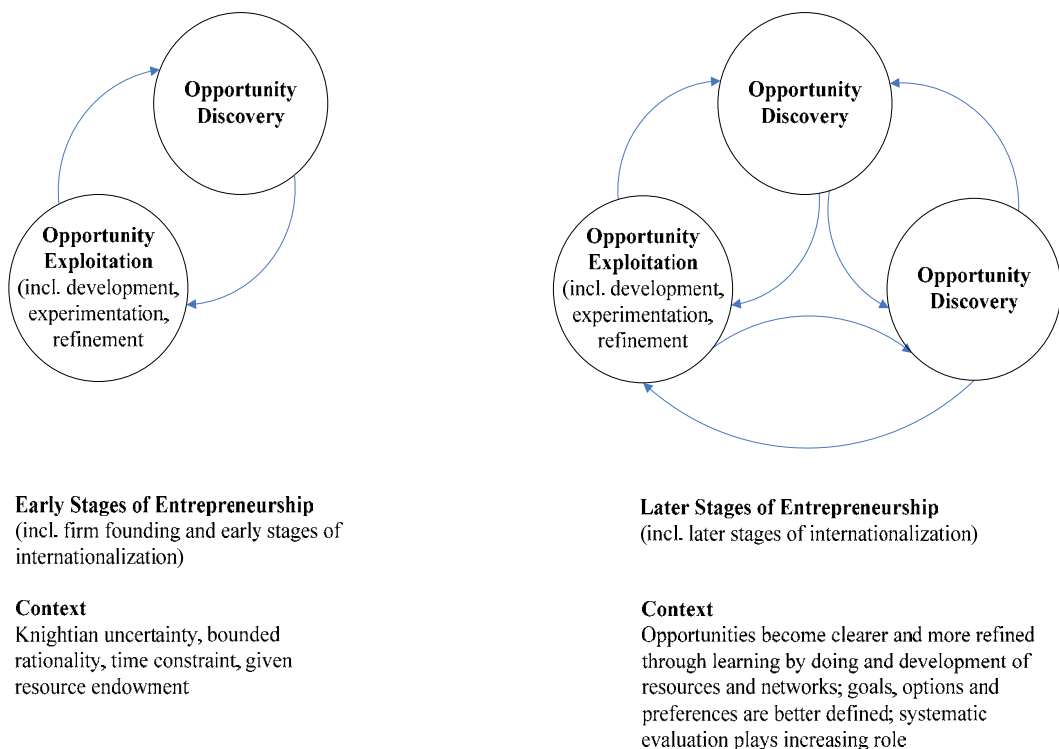 Opportunity
Discovery
Opportunity
Exploitation
(incl. development,
experimentation,
refinement
Early Stages of Entrepreneurship
(incl. firm founding and early stages of
internationalization)
Context
Knightian uncertainty, bounded
rationality, time constraint, given
resource endowment
Opportunity
Discovery
Opportunity
Exploitation
(incl. development,
experimentation,
refinement
Opportunity
Discovery
Later Stages of Entrepreneurship
(incl. later stages of internationalization)
Context
Opportunities become clearer and more refined
through learning by doing and development of
resources and networks; goals, options and
preferences are better defined; systematic
evaluation plays increasing role